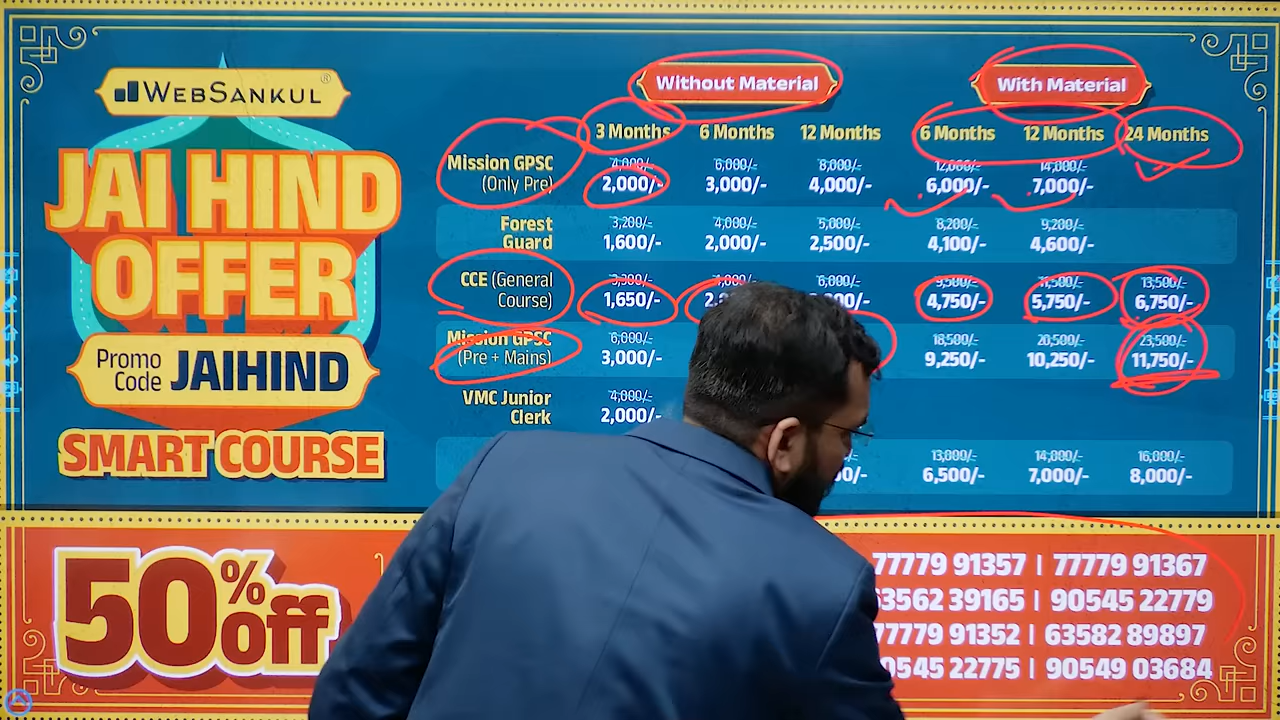 WEBSANKUL®
JAI HIND
OFFER
Promo
Code JAIHIND
SMART COURSE
50% off
Without Material With Material
3 Months 6 Months 12 Months 6 Months 12 Months 24 Months
Mission GPSC 4,000/- 6,000/- 8,000/- 12,000/- 14,000/-
(Only Pre) 2,000/- 3,000/- 4,000/- 6,000/- 7,000/-
Forest 3,200/- 4,000/- 5,000/- 8,200/- 9,200/-
Guard 1,600/- 2,000/- 2,500/- 4,100/- 4,600/-
CCE (General 3,300/- 6,000/- 9,500/- 11,500/- 13,500/-
Course) 1,650/- 4,750/- 5,750/- 6,750/-
Mission GPSC 6,000/- 18,500/- 20,500/- 23,500/-
(Pre + Mains) 3,000/- 9,250/- 10,250/- 11,750/-
VMC Junior 4,000/-
Clerk 2,000/-
13,000/- 14,000/- 16,000/-
6,500/- 7,000/- 8,000/-
77779 91357 | 77779 91367
63562 39165 | 90545 22779
77779 91352 | 63582 89897
0545 22775 | 90549 03684